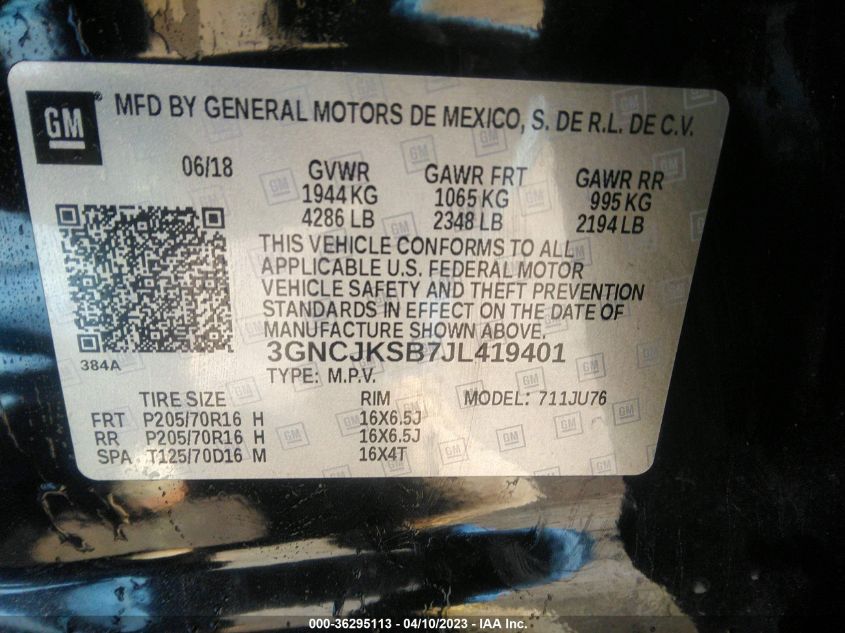 GM ® MFD BY GENERAL MOTORS DE MEXICO, S. DE R.L. DE C.V.
06/18 GVWR GAWR FRT GAWR RR
1944 KG 1065 KG 995 KG
4286 LB 2348 LB 2194 LB
THIS VEHICLE CONFORMS TO ALL
APPLICABLE U.S. FEDERAL MOTOR
VEHICLE SAFETY AND THEFT PREVENTION
STANDARDS IN EFFECT ON THE DATE OF
MANUFACTURE SHOWN ABOVE.
3GNCJKSB7JL419401
384A TYPE: M.P.V.
TIRE SIZE RIM MODEL: 711JU76
FRT P205/70R16 H 16X6.5J
RR P205/70R16 H 16X6.5J
SPA T125/70D16 M 16X4T
000-36295113 - 04/10/2023 - IAA Inc.